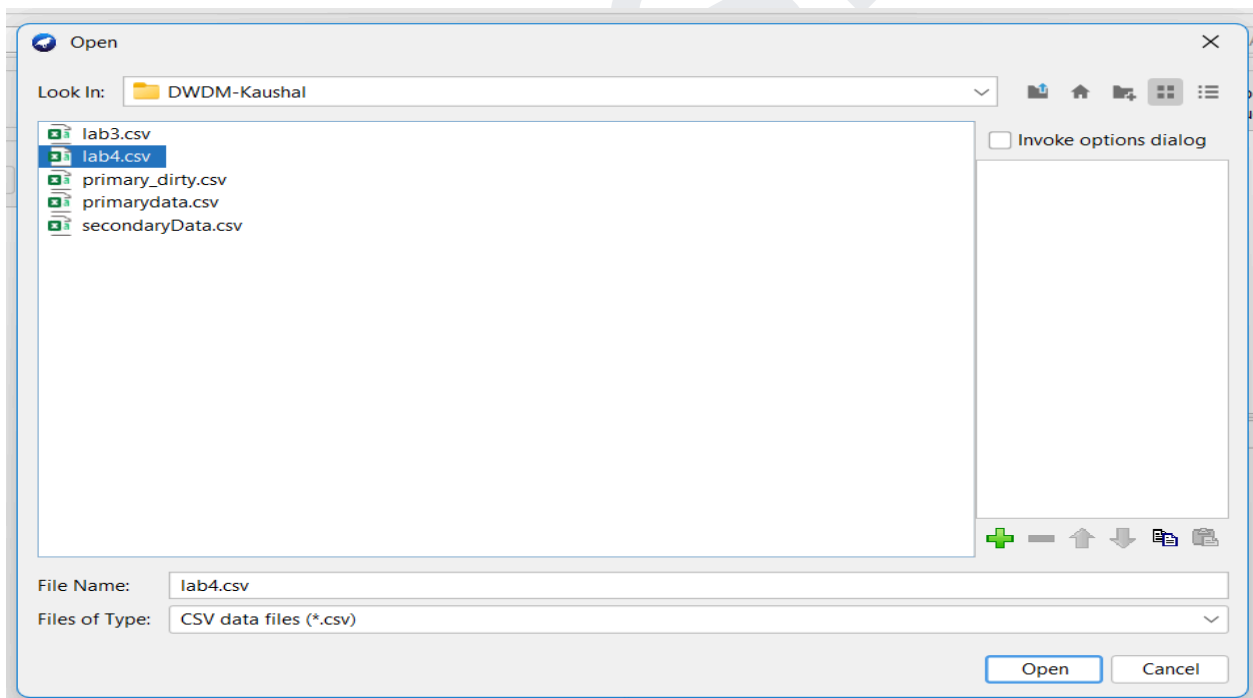 Open
Look In: DWDM-Kaushal
lab3.csv
lab4.csv
primary_dirty.csv
primarydata.csv
secondaryData.csv
Invoke options dialog
File Name: lab4.csv
Files of Type: CSV data files (*.csv)
Open Cancel